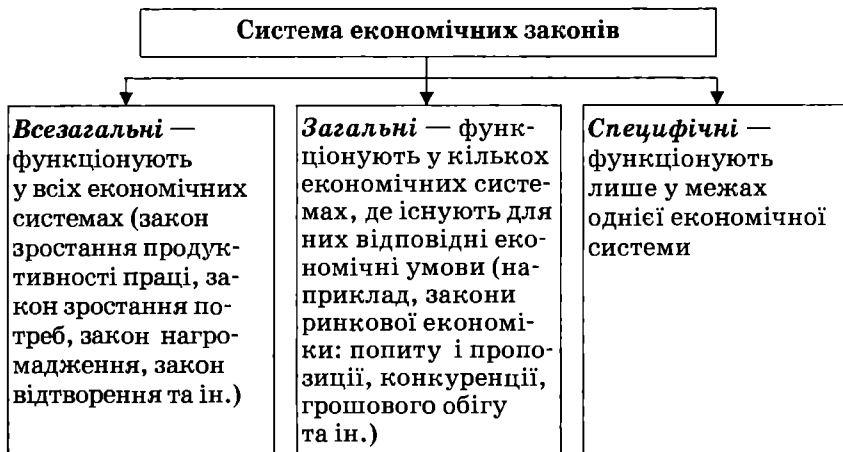 Система економічних законів
Всезагальні —
функціонують
у всіх економічних
системах (закон
зростання продук-
тивності праці, за-
кон зростання по-
треб, закон нагро-
мадження, закон
відтворення та ін.)
Загальні — функ-
ціонують у кількох
економічних систе-
мах, де існують для
них відповідні еко-
номічні умови (на-
приклад, закони
ринкової економі-
ки: попиту і пропо-
зиції, конкуренції,
грошового обігу
та ін.)
Специфічні —
функціонують
лише у межах
однієї економічної
системи